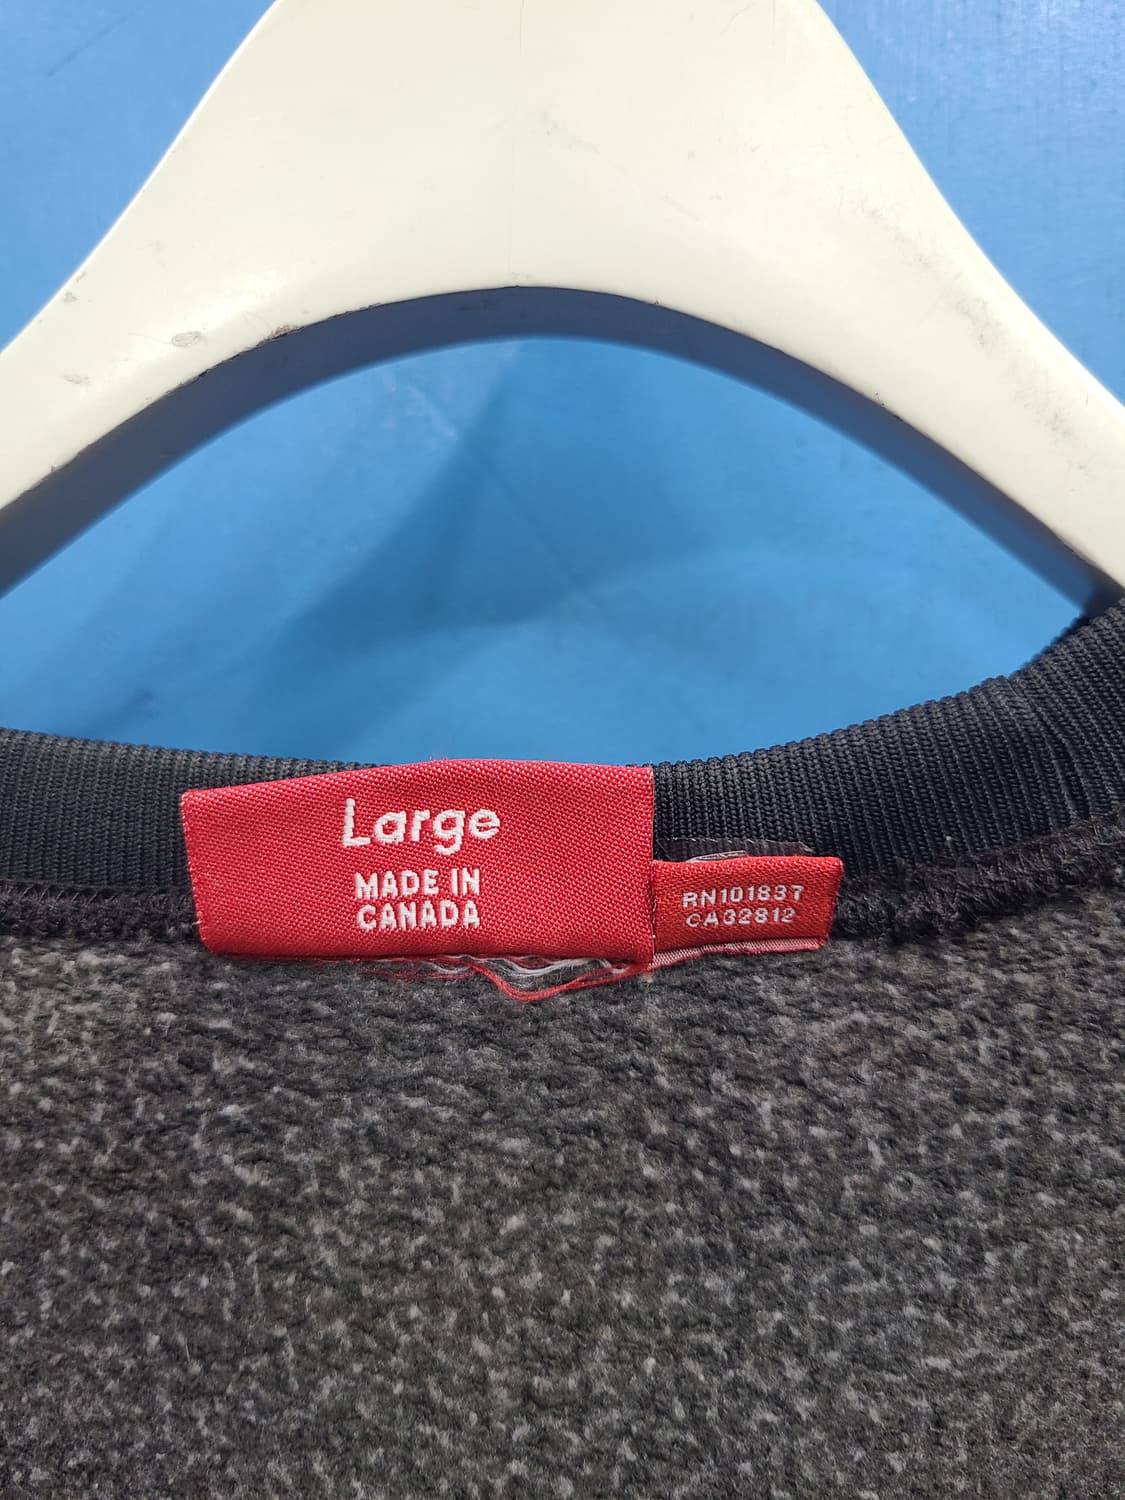 Large
MADE IN
CANADA
RN101837
CA32812